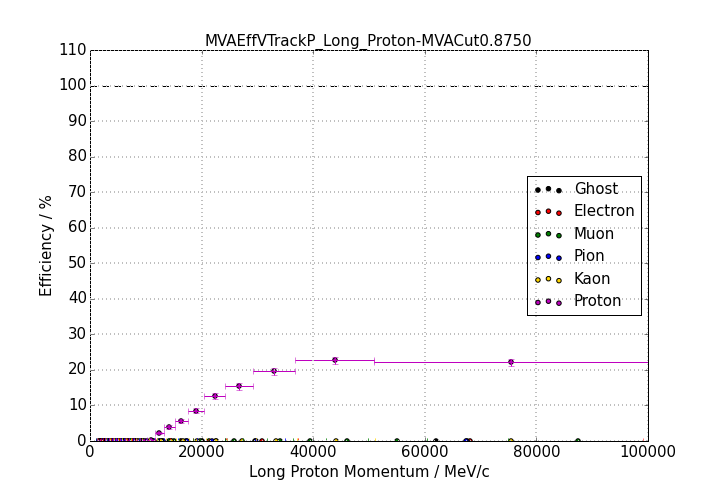 MVAEffVTrackP_Long_Proton-MVACut0.8750
110
100
90
80
70
60
50
40
30
20
10
0
Efficiency / %
Ghost
Electron
Muon
Pion
Kaon
Proton
0 20000 40000 60000 80000 100000
Long Proton Momentum / MeV/c